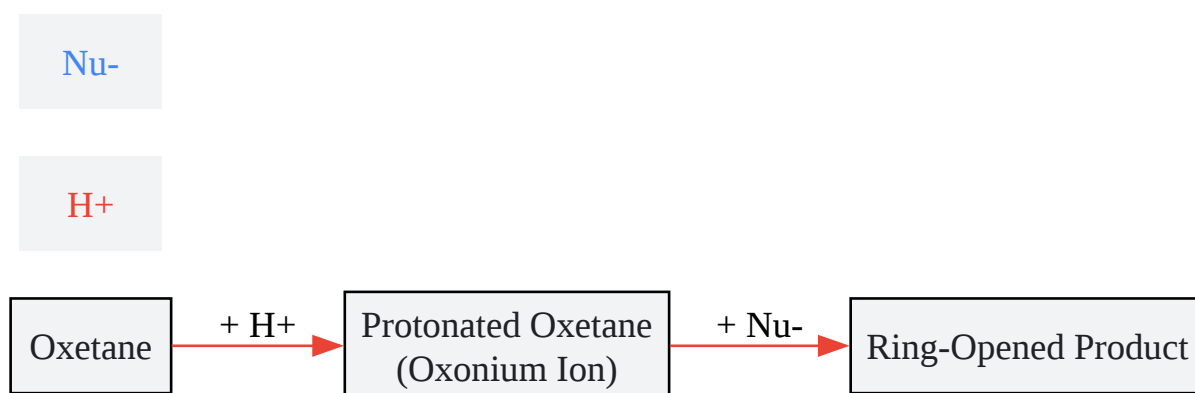 Nu-
H+
+ H+
+ Nu-
Oxetane
Protonated Oxetane
(Oxonium Ion)
Ring-Opened Product